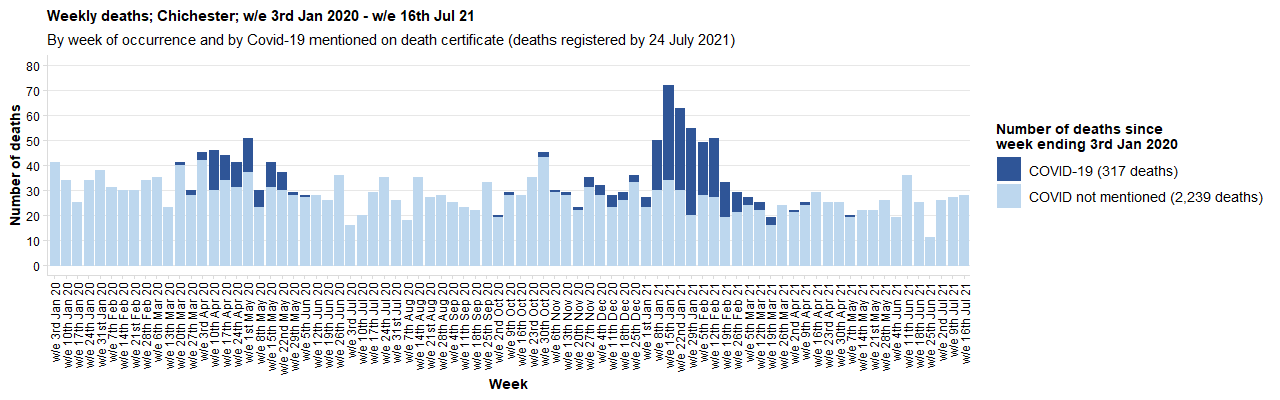 Weekly deaths; Chichester; w/e 3rd Jan 2020 - w/e 16th Jul 21
By week of occurrence and by Covid-19 mentioned on death certificate (deaths registered by 24 July 2021)
80
70
60
50
40
30
20
10
0
Number of deaths
w/e 3rd Jan 20
w/e 10th Jan 20
w/e 17th Jan 20
w/e 24th Jan 20
w/e 31st Jan 20
w/e 7th Feb 20
w/e 14th Feb 20
w/e 21st Feb 20
w/e 28th Feb 20
w/e 6th Mar 20
w/e 13th Mar 20
w/e 20th Mar 20
w/e 27th Mar 20
w/e 3rd Apr 20
w/e 10th Apr 20
w/e 17th Apr 20
w/e 24th Apr 20
w/e 1st May 20
w/e 8th May 20
w/e 15th May 20
w/e 22nd May 20
w/e 29th May 20
w/e 5th Jun 20
w/e 12th Jun 20
w/e 19th Jun 20
w/e 26th Jun 20
w/e 3rd Jul 20
w/e 10th Jul 20
w/e 17th Jul 20
w/e 24th Jul 20
w/e 31st Jul 20
w/e 7th Aug 20
w/e 14th Aug 20
w/e 21st Aug 20
w/e 28th Aug 20
w/e 4th Sep 20
w/e 11th Sep 20
w/e 18th Sep 20
w/e 25th Sep 20
w/e 2nd Oct 20
w/e 9th Oct 20
w/e 16th Oct 20
w/e 23rd Oct 20
w/e 30th Oct 20
w/e 6th Nov 20
w/e 13th Nov 20
w/e 20th Nov 20
w/e 27th Nov 20
w/e 4th Dec 20
w/e 11th Dec 20
w/e 18th Dec 20
w/e 25th Dec 20
w/e 1st Jan 21
w/e 8th Jan 21
w/e 15th Jan 21
w/e 22nd Jan 21
w/e 29th Jan 21
w/e 5th Feb 21
w/e 12th Feb 21
w/e 19th Feb 21
w/e 26th Feb 21
w/e 5th Mar 21
w/e 12th Mar 21
w/e 19th Mar 21
w/e 26th Mar 21
w/e 2nd Apr 21
w/e 9th Apr 21
w/e 16th Apr 21
w/e 23rd Apr 21
w/e 30th Apr 21
w/e 7th May 21
w/e 14th May 21
w/e 21st May 21
w/e 28th May 21
w/e 4th Jun 21
w/e 11th Jun 21
w/e 18th Jun 21
w/e 25th Jun 21
w/e 2nd Jul 21
w/e 9th Jul 21
w/e 16th Jul 21
Week
Number of deaths since
week ending 3rd Jan 2020
COVID-19 (317 deaths)
COVID not mentioned (2,239 deaths)